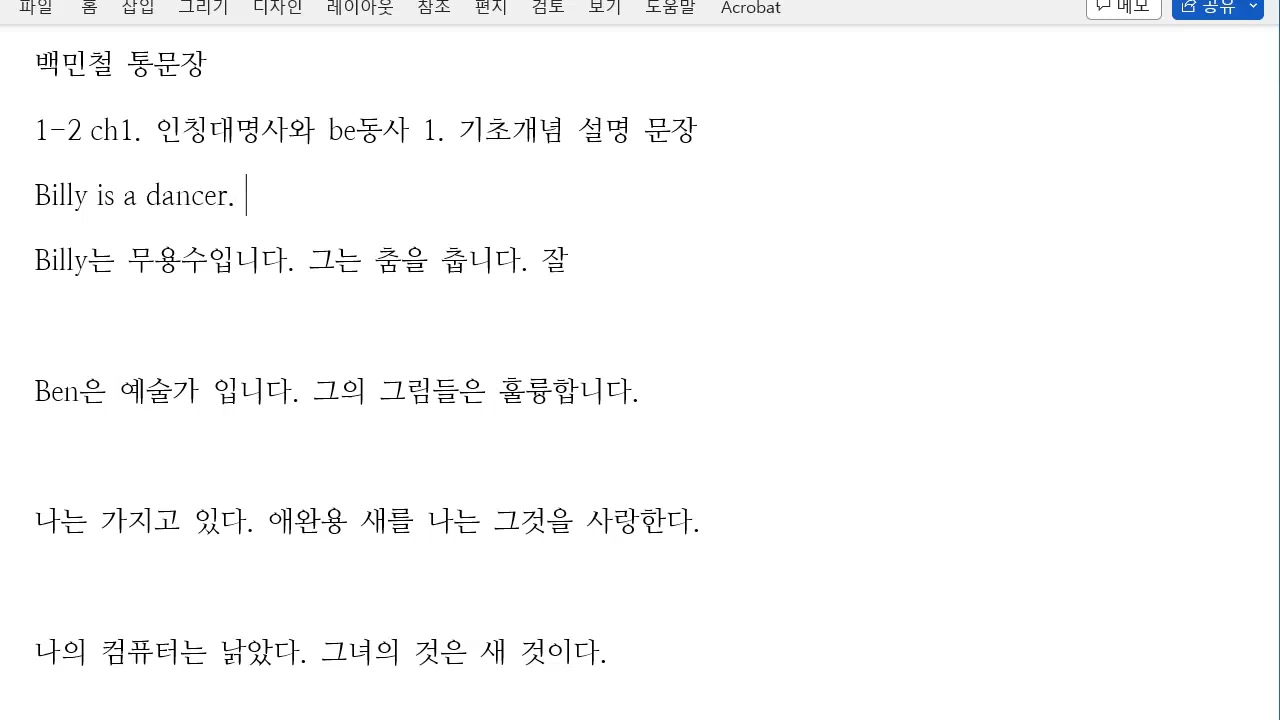 파일 홈 삽입 그리기 디자인 레이아웃 참조 편지 검토 보기 도움말 Acrobat 메모 공유
백민철 통문장
1-2 ch1. 인칭대명사와 be동사 1. 기초개념 설명 문장
Billy is a dancer.
Billy는 무용수입니다. 그는 춤을 춥니다. 잘
Ben은 예술가 입니다. 그의 그림들은 훌륭합니다.
나는 가지고 있다. 애완용 새를 나는 그것을 사랑한다.
나의 컴퓨터는 낡았다. 그녀의 것은 새 것이다.